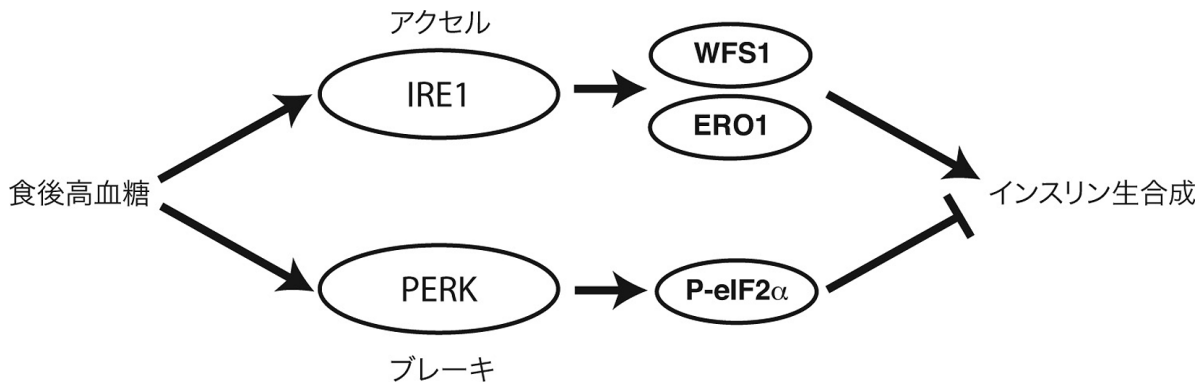 アクセル
IRE1
WFS1
ERO1
食後高血糖
インスリン生合成
PERK
P-eIF2α
ブレーキ